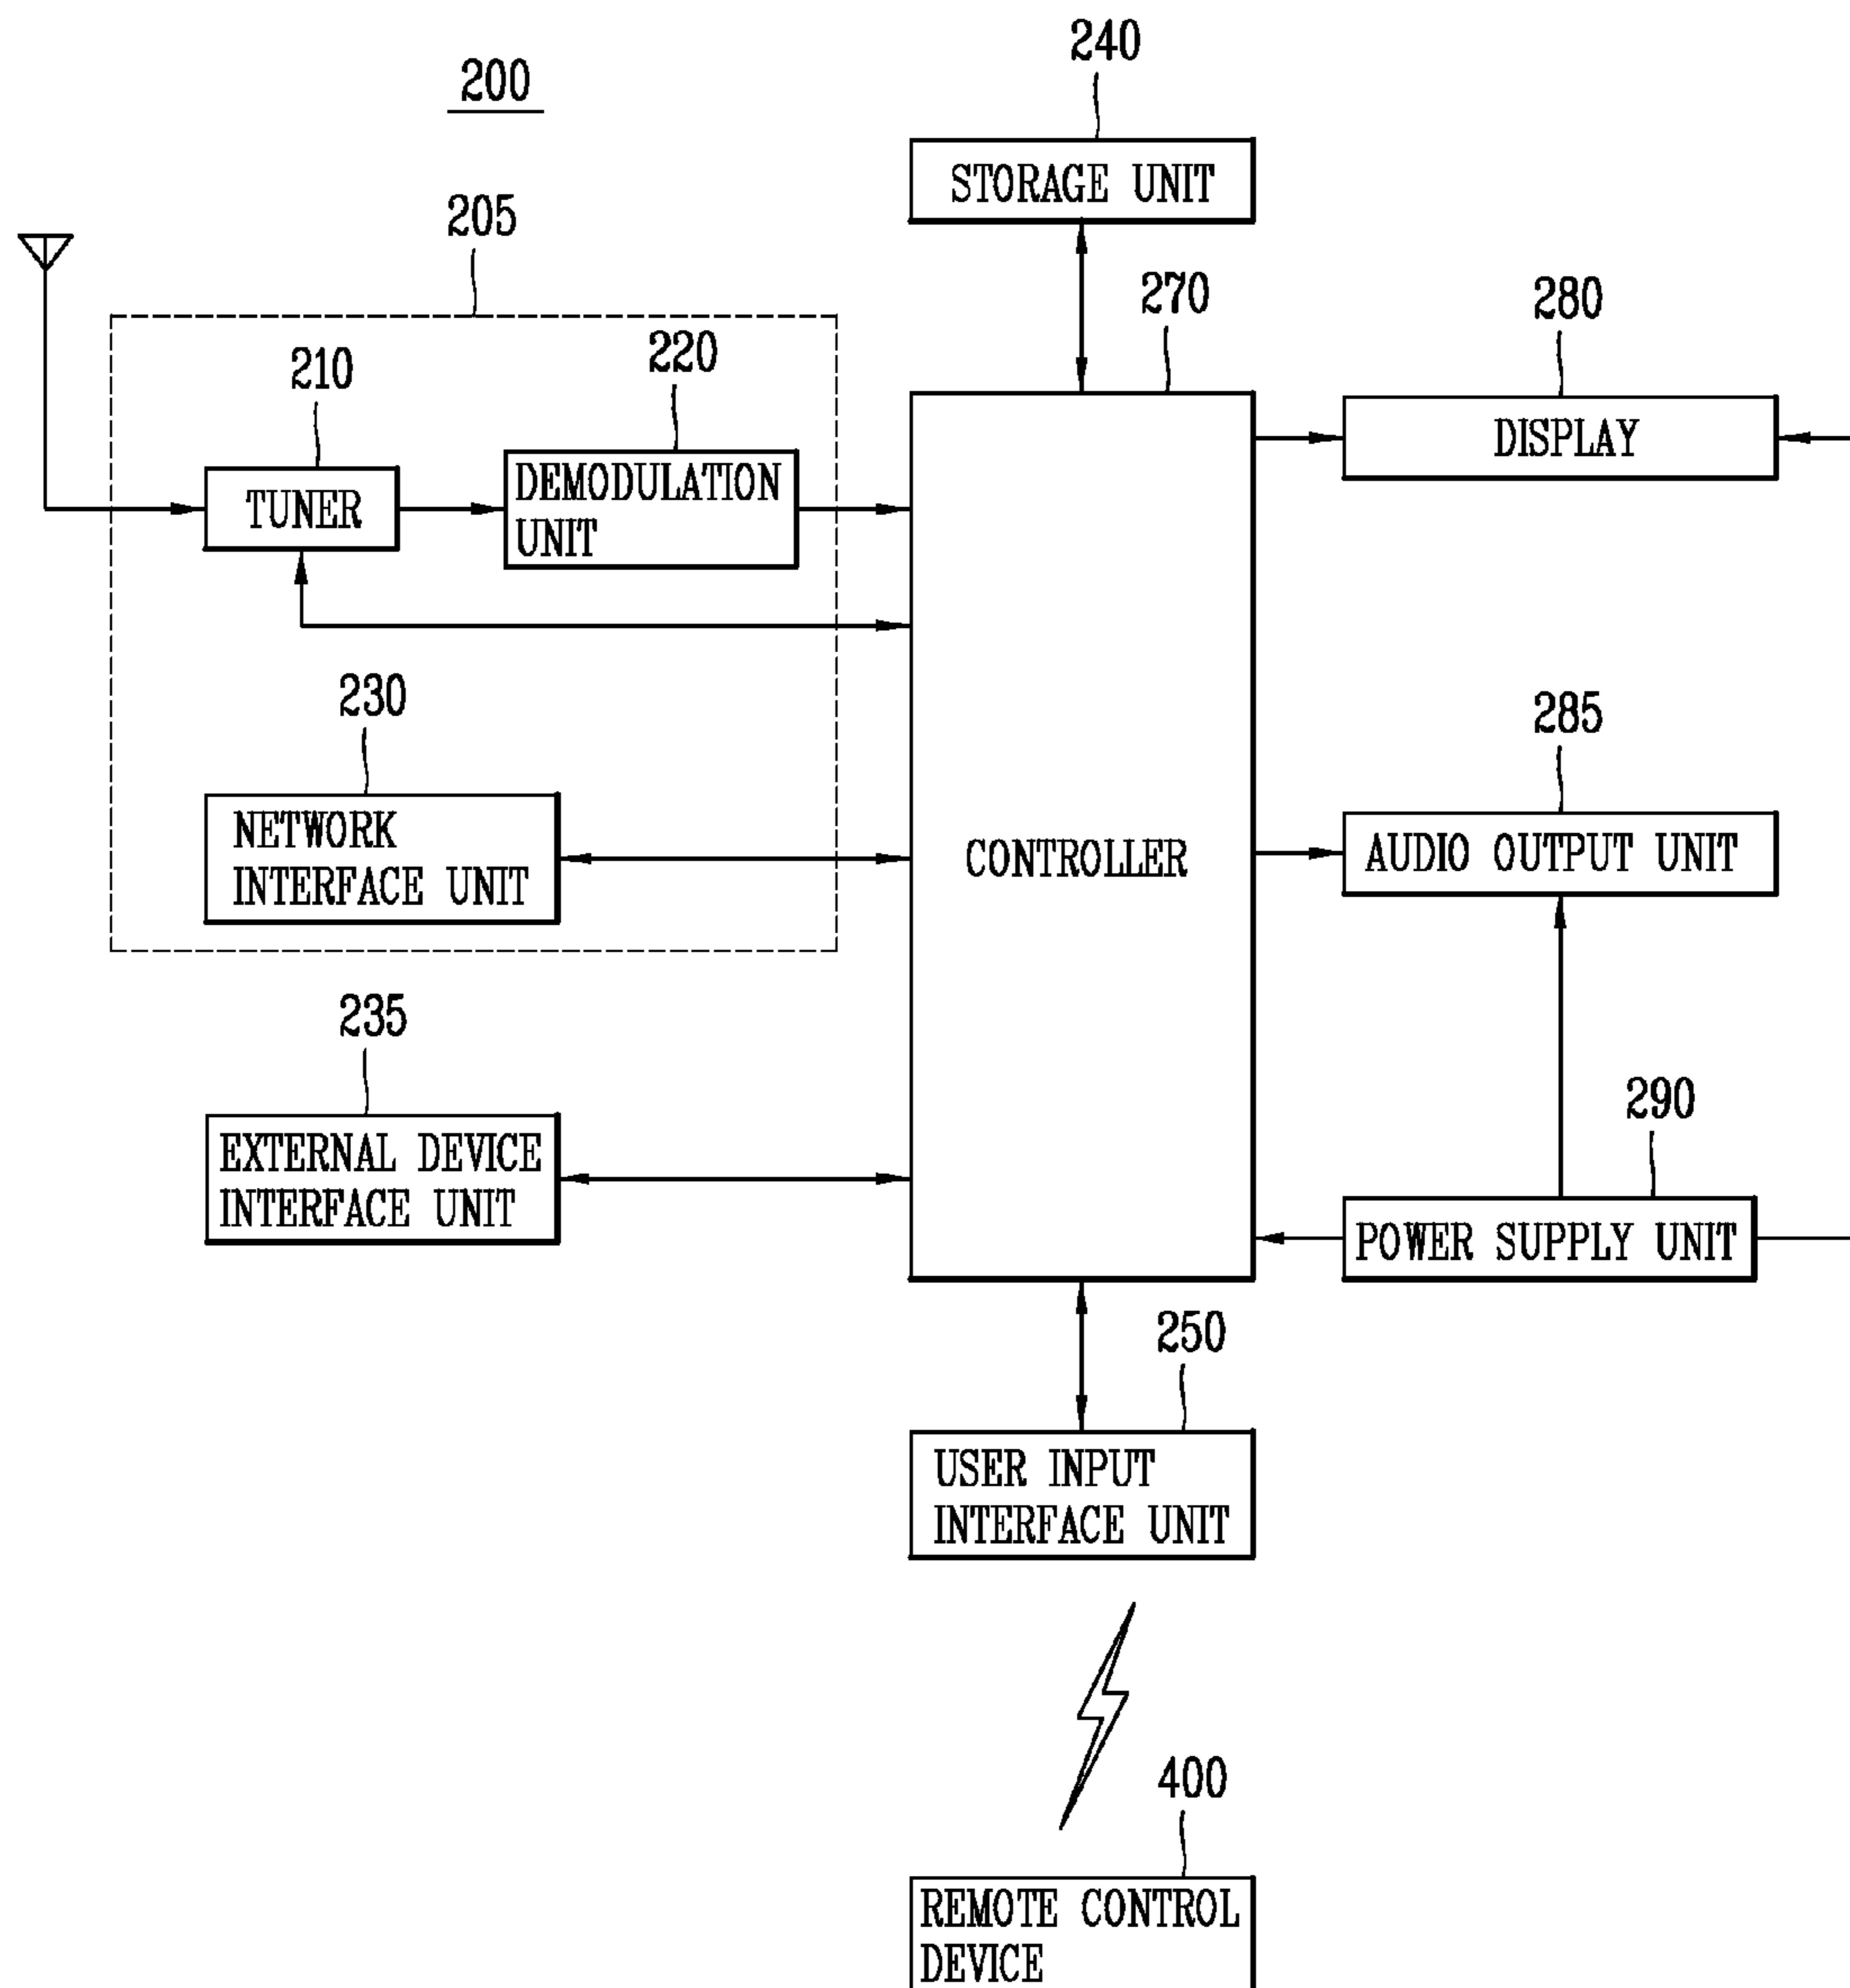 200
240
STORAGE UNIT
205
270
280
210
220
DISPLAY
TUNER
DEMODULATION
UNIT
230
285
NETWORK
INTERFACE UNIT
CONTROLLER
AUDIO OUTPUT UNIT
235
290
EXTERNAL DEVICE
INTERFACE UNIT
POWER SUPPLY UNIT
250
USER INPUT
INTERFACE UNIT
400
REMOTE CONTROL
DEVICE